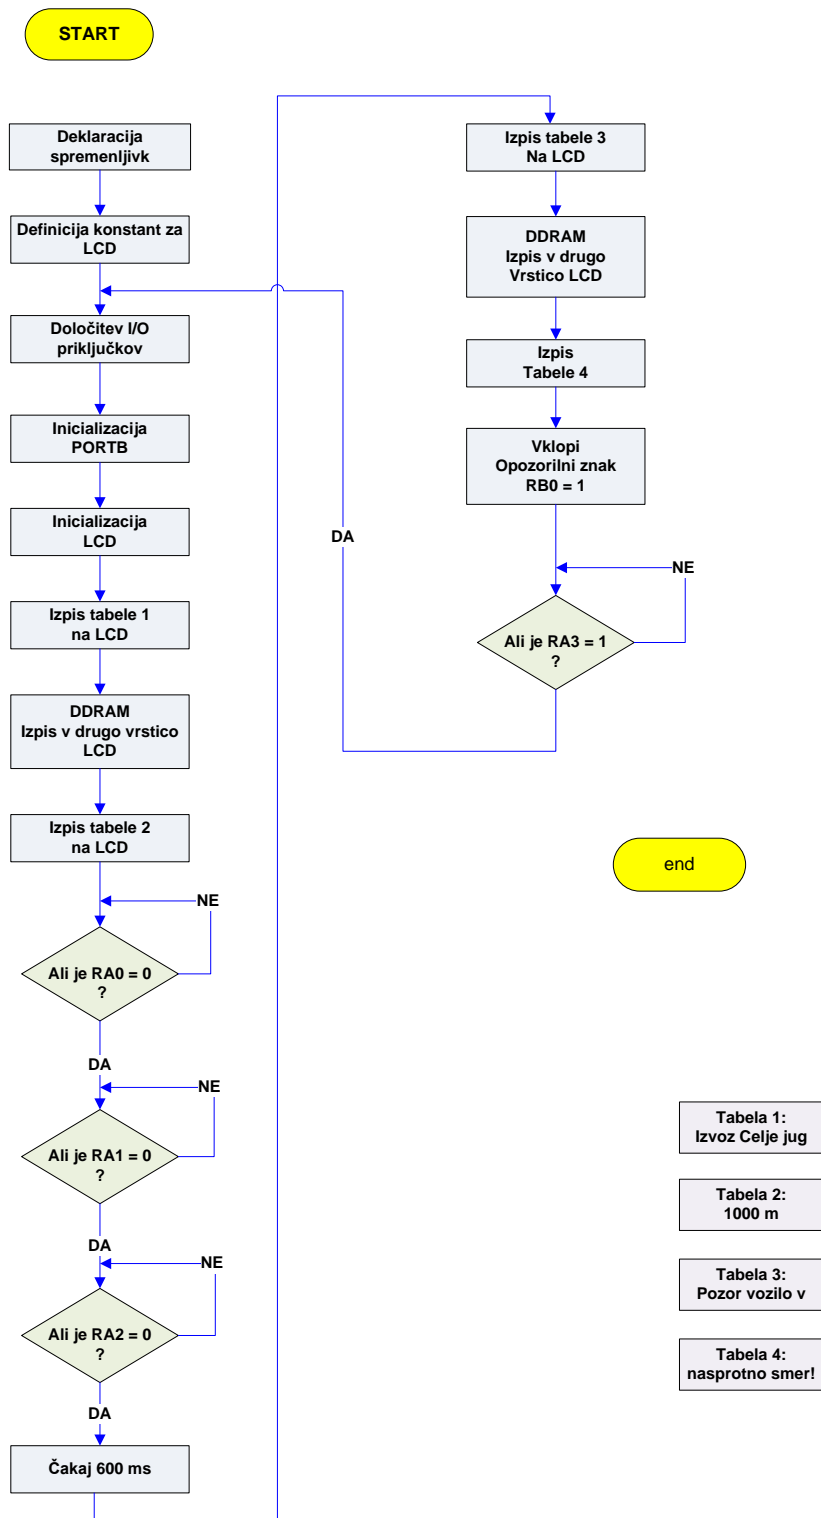 START
Deklaracija
spremenljivk
Definicija konstant za
LCD
Določitev I/O
priključkov
Inicializacija
PORTB
Inicializacija
LCD
Izpis tabele 1
na LCD
DDRAM
Izpis v drugo vrstico
LCD
Izpis tabele 2
na LCD
NE
Ali je RA0 = 0
?
DA
NE
Ali je RA1 = 0
?
DA
NE
Ali je RA2 = 0
?
DA
Čakaj 600 ms
Izpis tabele 3
Na LCD
DDRAM
Izpis v drugo
Vrstico LCD
Izpis
Tabele 4
Vklopi
Opozorilni znak
RB0 = 1
DA
NE
Ali je RA3 = 1
?
end
Tabela 1:
Izvoz Celje jug
Tabela 2:
1000 m
Tabela 3:
Pozor vozilo v
Tabela 4:
nasprotno smer!